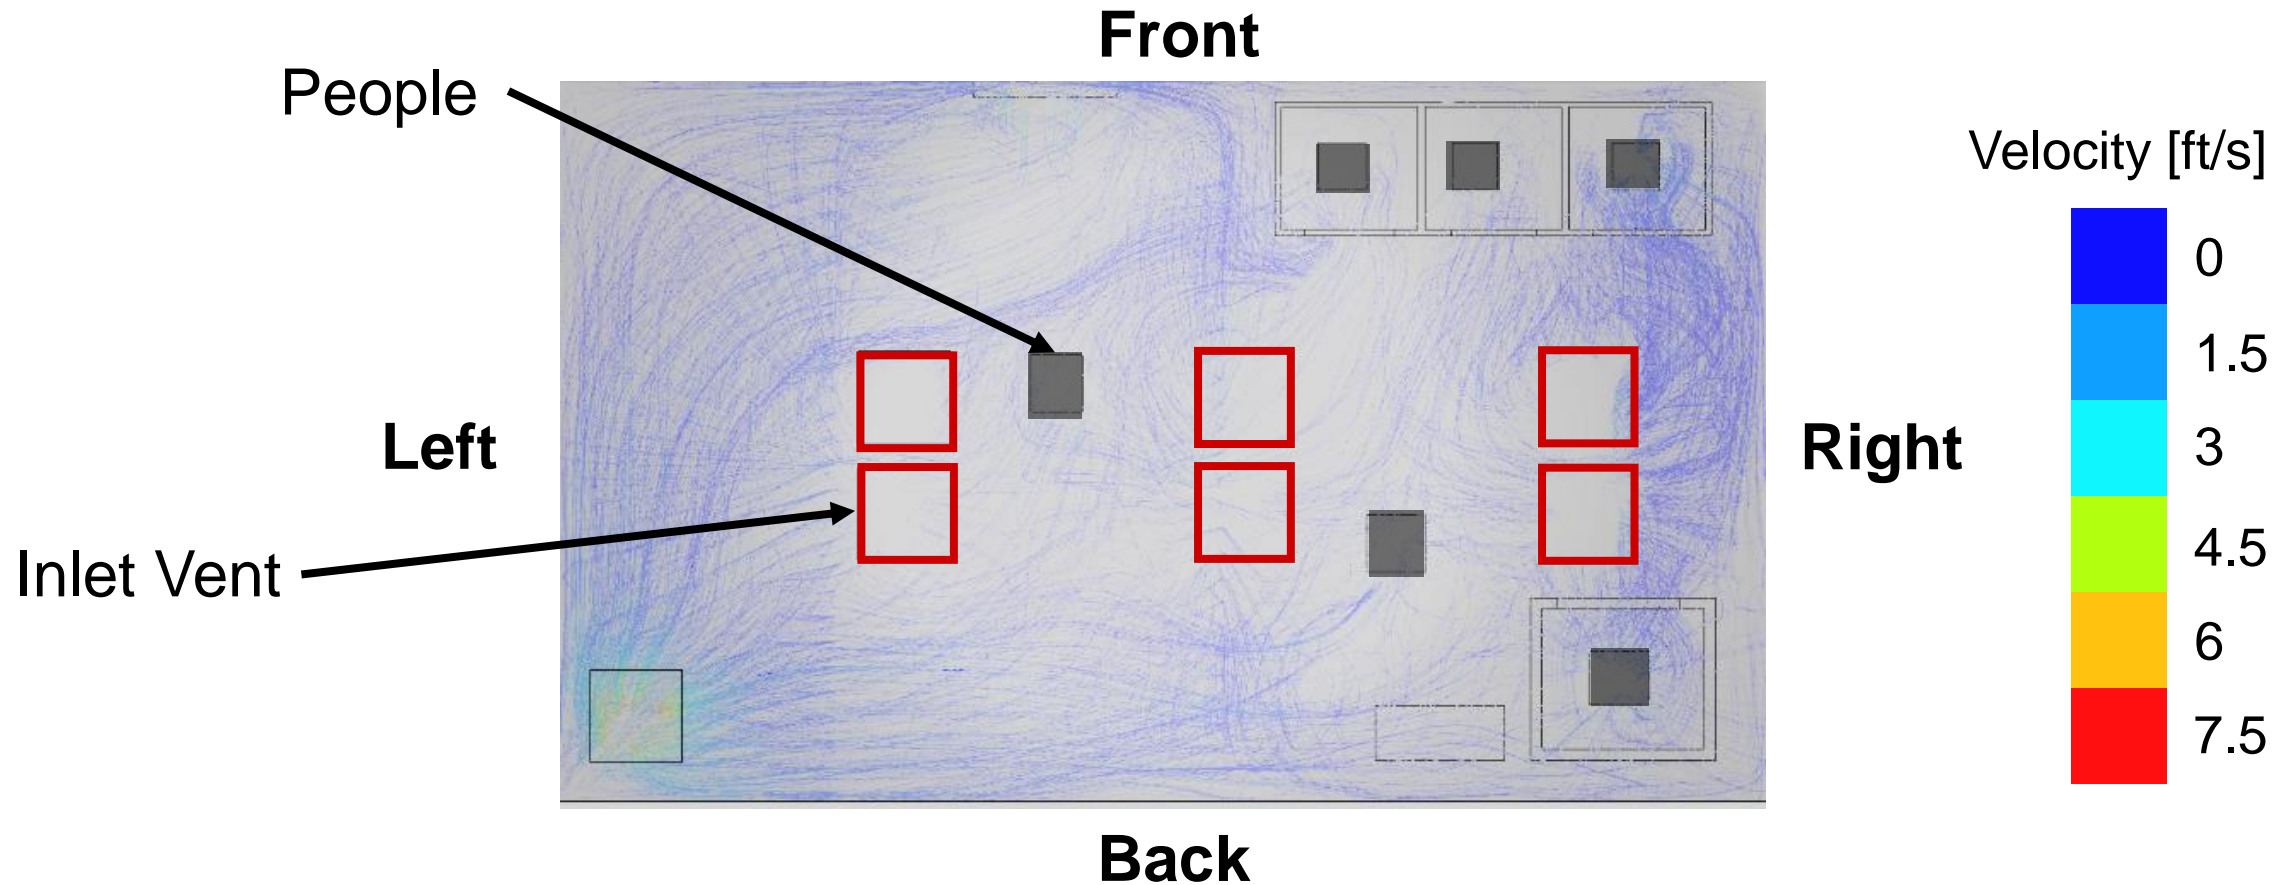 Front
People
Velocity [ft/s]
0
1.5
3
4.5
6
7.5
Left
Right
Inlet Vent
Back